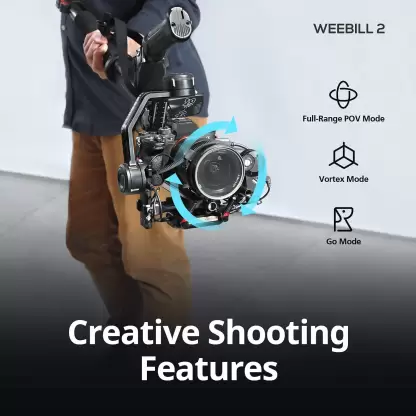 WEEBILL 2
Full-Range POV Mode
Vortex Mode
Go Mode
Creative Shooting
Features